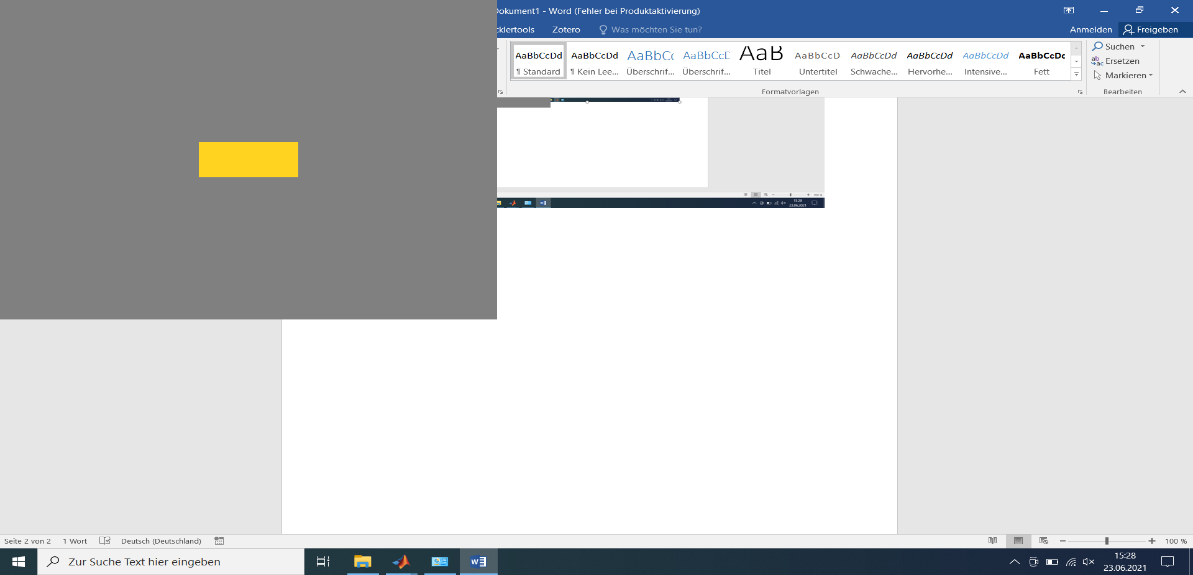 Dokument1 - Word (Fehler bei Produktaktivierung)
cklertools Zotero Was möchten Sie tun? Anmelden Freigeben
AaBbCcDd AaBbCcDd AaBbCc AaBbCcC AaB AaBbCcD AaBbCcDd AaBbCcDd AaBbCcDd AaBbCcDc
¶ Standard ¶ Kein Lee... Überschrif... Überschrif... Titel Untertitel Schwache... Hervorhe... Intensive... Fett
Suchen
Ersetzen
Markieren
Formatvorlagen Bearbeiten
Seite 2 von 2 1 Wort Deutsch (Deutschland) 100 %
Zur Suche Text hier eingeben
15:28
23.06.2021